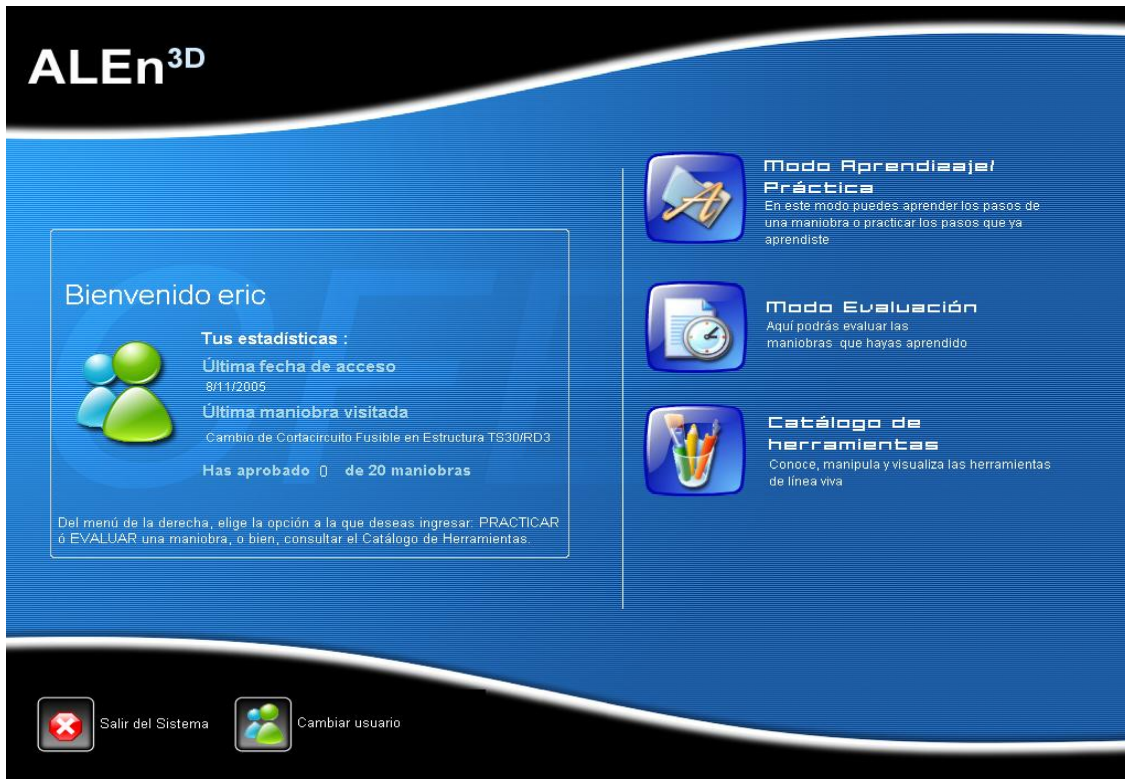 ALEn3D
Bienvenido eric
Tus estadísticas :
Última fecha de acceso
8/11/2005
Última maniobra visitada
Cambio de Cortacircuito Fusible en Estructura TS30/RD3
Has aprobado 0 de 20 maniobras
Del menú de la derecha, elige la opción a la que deseas ingresar: PRACTICAR
ó EVALUAR una maniobra, o bien, consultar el Catálogo de Herramientas.
Modo Aprendizaje/
Práctica
En este modo puedes aprender los pasos de
una maniobra o practicar los pasos que ya
aprendiste
Modo Evaluación
Aquí podrás evaluar las
maniobras que hayas aprendido
Catálogo de
herramientas
Conoce, manipula y visualiza las herramientas
de línea viva
Salir del Sistema
Cambiar usuario